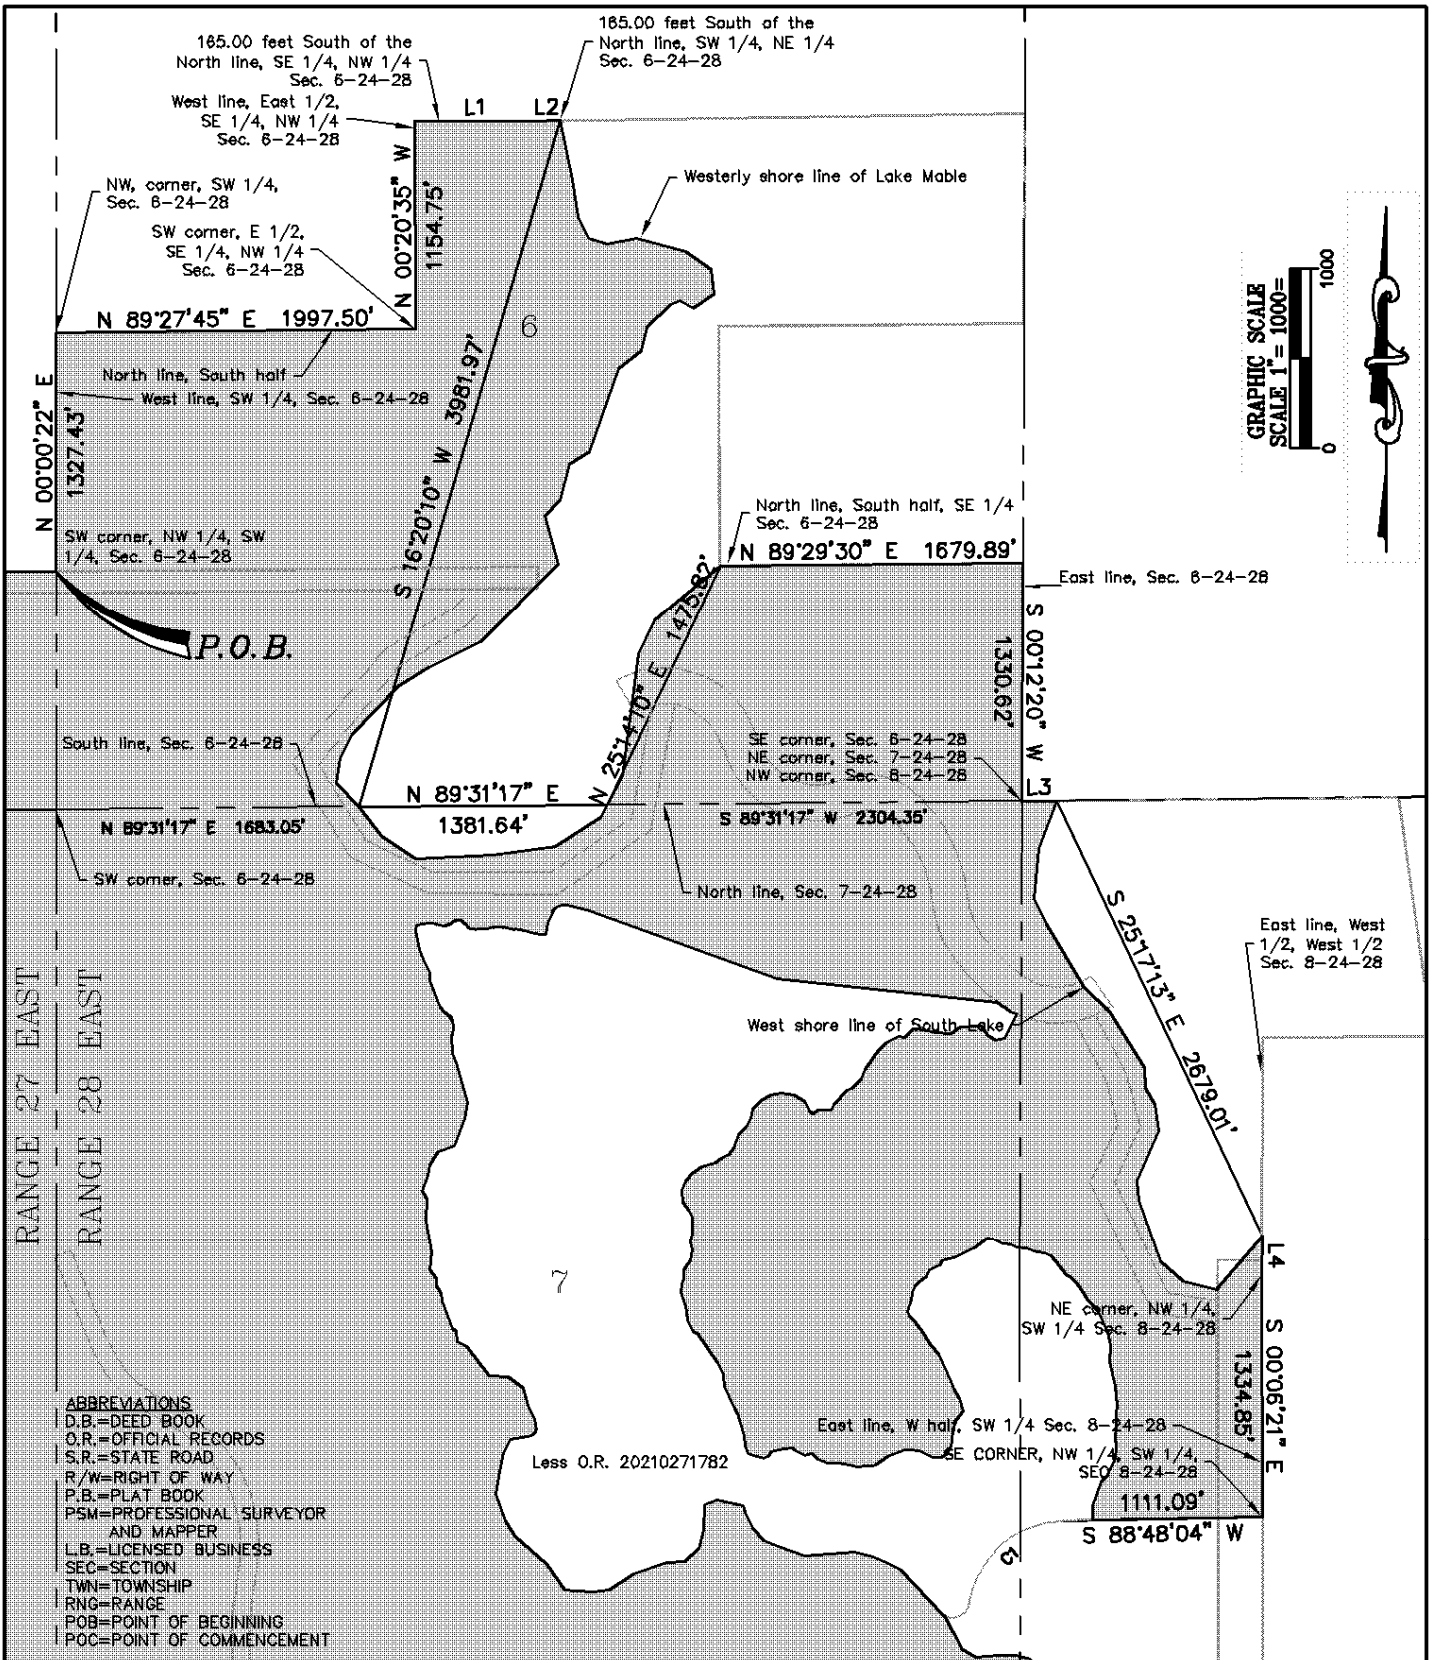 165.00 feet South of the
North line, SE 1/4, NW 1/4
Sec. 6-24-28
165.00 feet South of the
North line, SW 1/4, NE 1/4
Sec. 6-24-28
West line, East 1/2,
SE 1/4, NW 1/4
Sec. 6-24-28
L1
L2
NW, corner, SW 1/4,
Sec. 6-24-28
SW corner, E 1/2,
SE 1/4, NW 1/4
Sec. 6-24-28
N 00°20'35" W
1154.75'
Westerly shore line of Lake Mable
N 89°27'45" E 1997.50'
6
North line, South half
West line, SW 1/4, Sec. 6-24-28
N 00°00'22" E
1327.43'
S 16°20'10" W 3981.97'
GRAPHIC SCALE
SCALE 1"= 1000=
0
1000
SW corner, NW 1/4, SW
1/4, Sec. 6-24-28
P.O.B.
North line, South half, SE 1/4
Sec. 6-24-28
N 89°29'30" E 1679.89'
East line, Sec. 6-24-28
N 25°14'10" E 1475.82'
S 00°12'20" W
1330.62'
South line, Sec. 6-24-28
SE corner, Sec. 6-24-28
NE corner, Sec. 7-24-28
NW corner, Sec. 8-24-28
L3
N 89°31'17" E
1381.64'
N 89°31'17" E 1683.05'
S 89°31'17" W 2304.35'
SW corner, Sec. 6-24-28
North line, Sec. 7-24-28
S 25°17'13" E 2679.01'
East line, West
1/2, West 1/2
Sec. 8-24-28
RANGE 27 EAST
RANGE 28 EAST
West shore line of South Lake
7
L4
NE corner, NW 1/4,
SW 1/4 Sec. 8-24-28
S 00°06'21" E
1334.85'
East line, W half, SW 1/4 Sec. 8-24-28
SE CORNER, NW 1/4, SW 1/4,
SEC 8-24-28
1111.09'
S 88°48'04" W
Less O.R. 20210271782
ABBREVIATIONS
D.B.=DEED BOOK
O.R.=OFFICIAL RECORDS
S.R.=STATE ROAD
R/W=RIGHT OF WAY
P.B.=PLAT BOOK
PSM=PROFESSIONAL SURVEYOR
AND MAPPER
L.B.=LICENSED BUSINESS
SEC=SECTION
TWN=TOWNSHIP
RNG=RANGE
POB=POINT OF BEGINNING
POC=POINT OF COMMENCEMENT